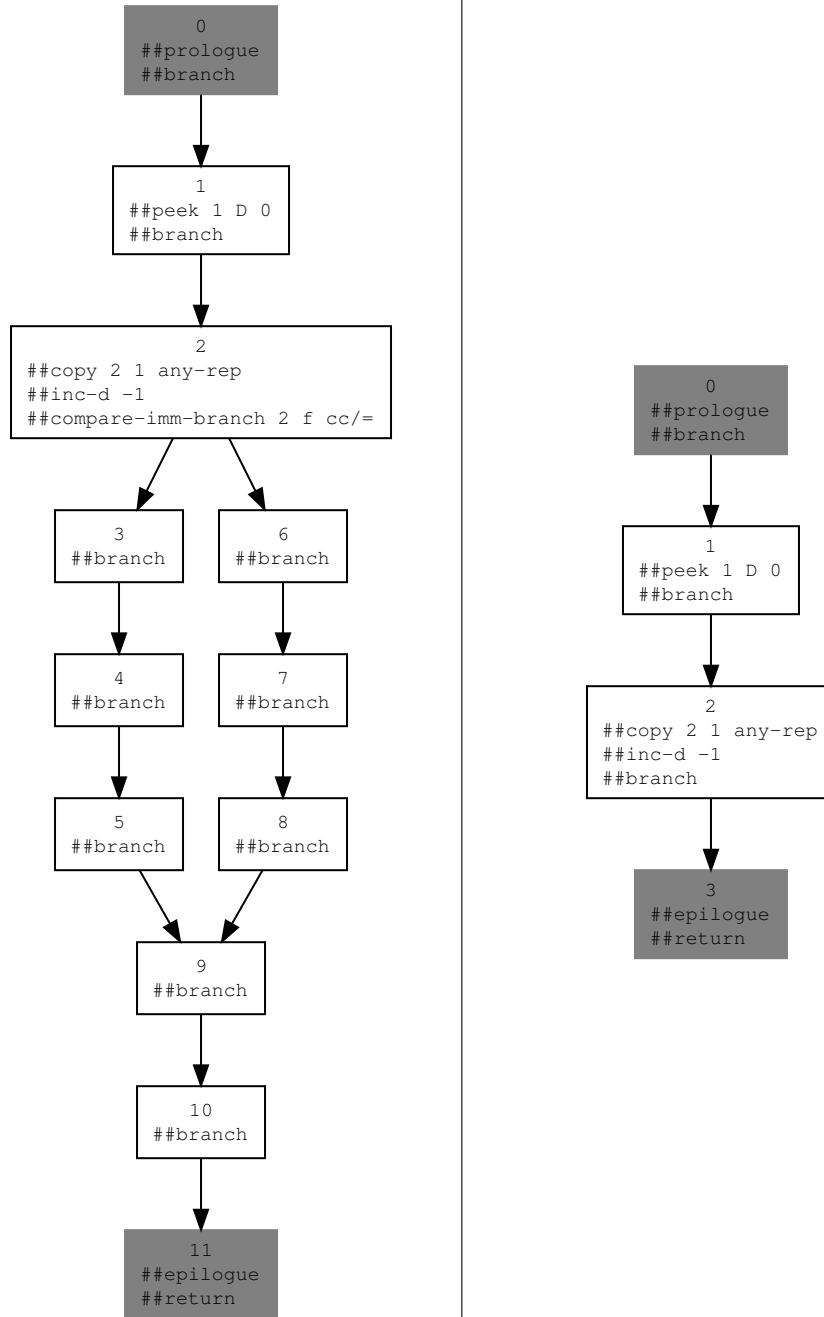 0
##prologue
##branch
1
##peek 1 D 0
##branch
2
##copy 2 1 any-rep
##inc-d -1
##compare-imm-branch 2 f cc/=
3
##branch
6
##branch
4
##branch
7
##branch
5
##branch
8
##branch
9
##branch
10
##branch
11
##epilogue
##return
0
##prologue
##branch
1
##peek 1 D 0
##branch
2
##copy 2 1 any-rep
##inc-d -1
##branch
3
##epilogue
##return